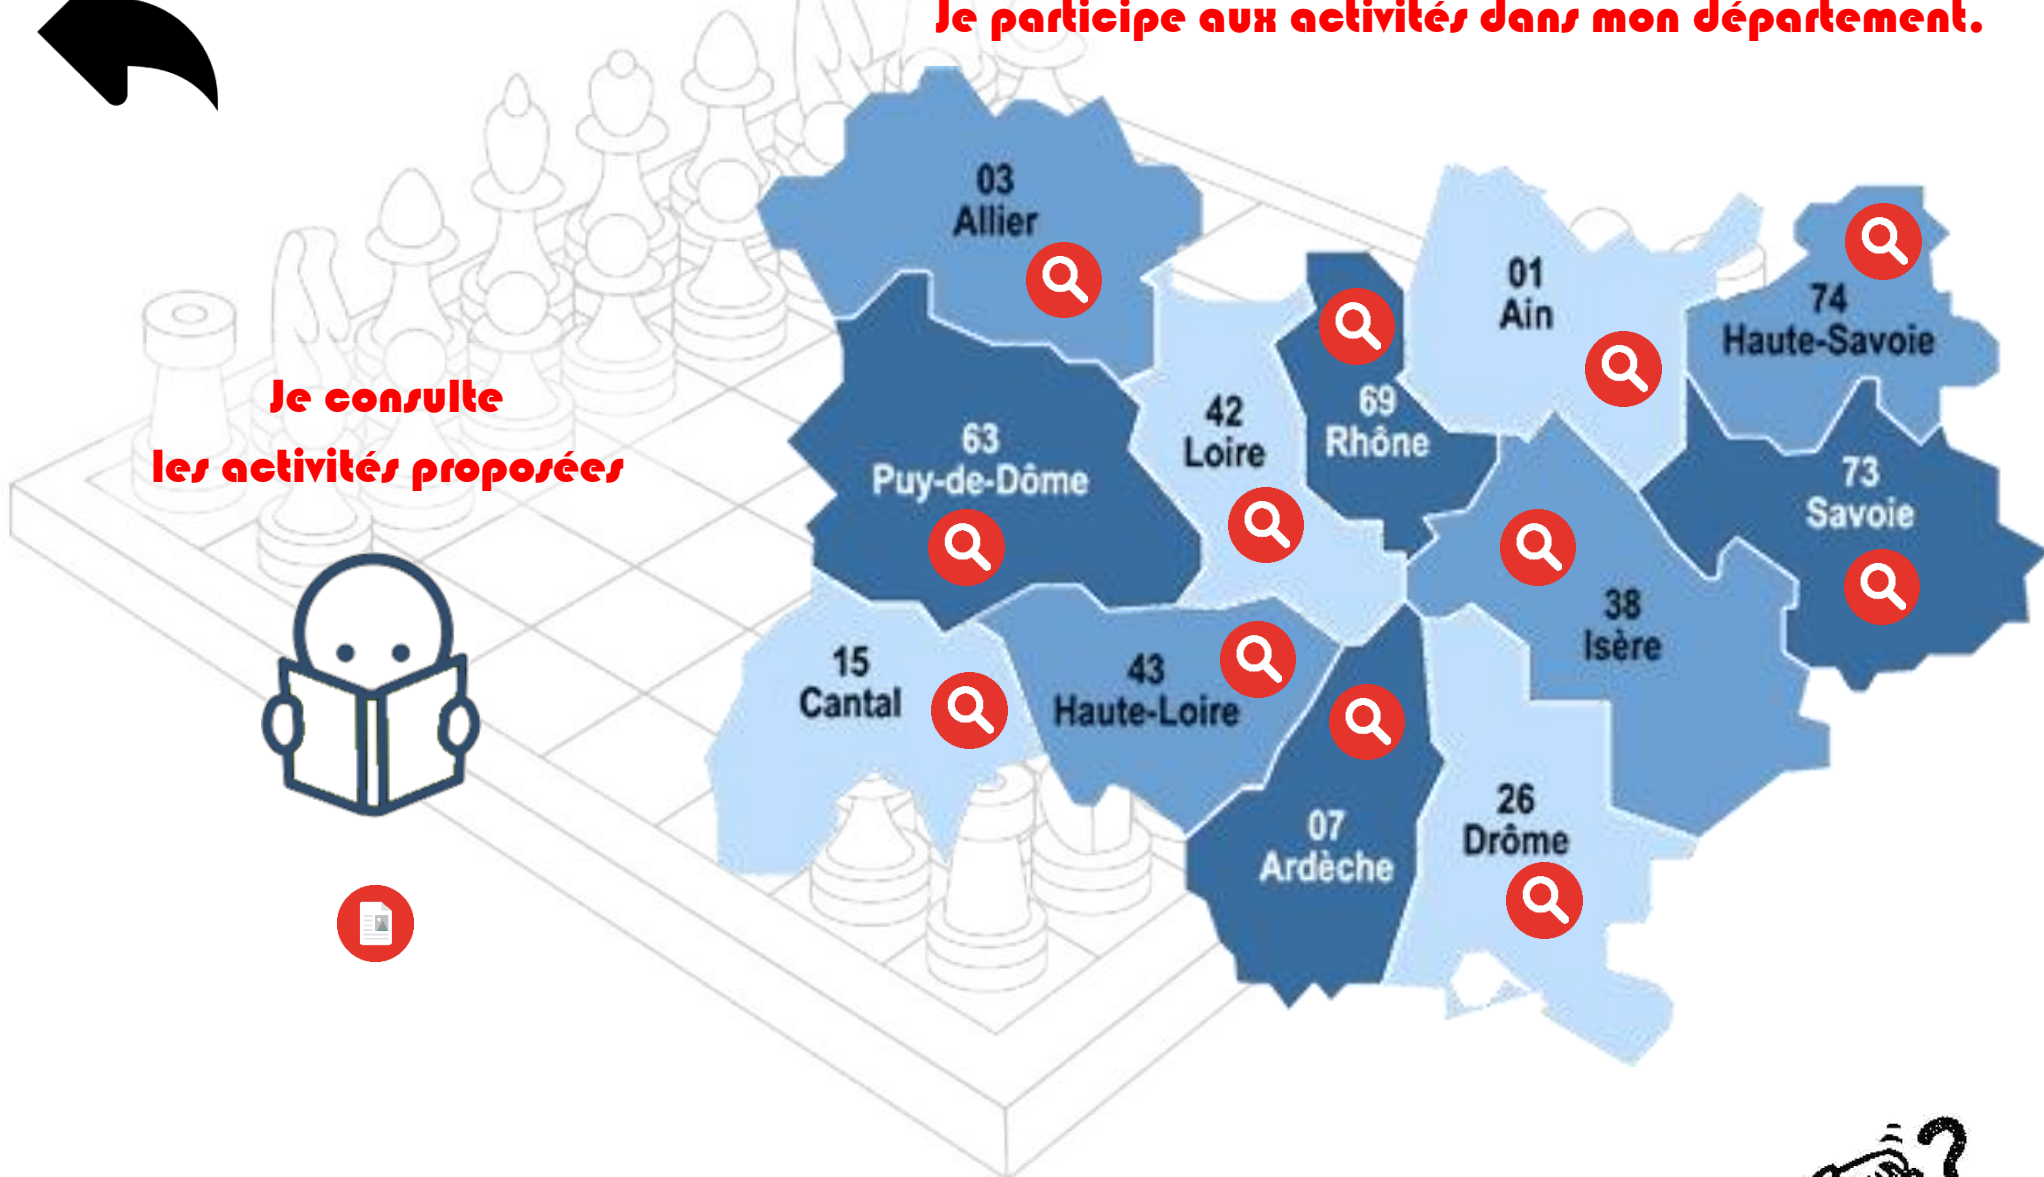 Je participe aux activités dans mon département.
03
Allier
01
Ain
74
Haute-Savoie
42
Loire
69
Rhône
63
Puy-de-Dôme
73
Savoie
38
Isère
15
Cantal
43
Haute-Loire
07
Ardèche
26
Drôme
Je consulte
les activités proposées
?